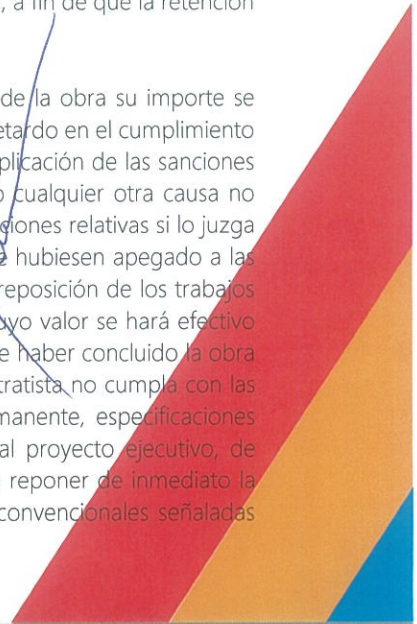 , a fin de que la retención
de la obra su importe se
etardo en el cumplimiento
plicación de las sanciones
o cualquier otra causa no
ciones relativas si lo juzga
e hubiesen apegado a las
reposición de los trabajos
uyo valor se hará efectivo
e haber concluido la obra
tratista no cumpla con las
manente, especificaciones
al proyecto ejecutivo, de
reponer de inmediato la
convencionales señaladas